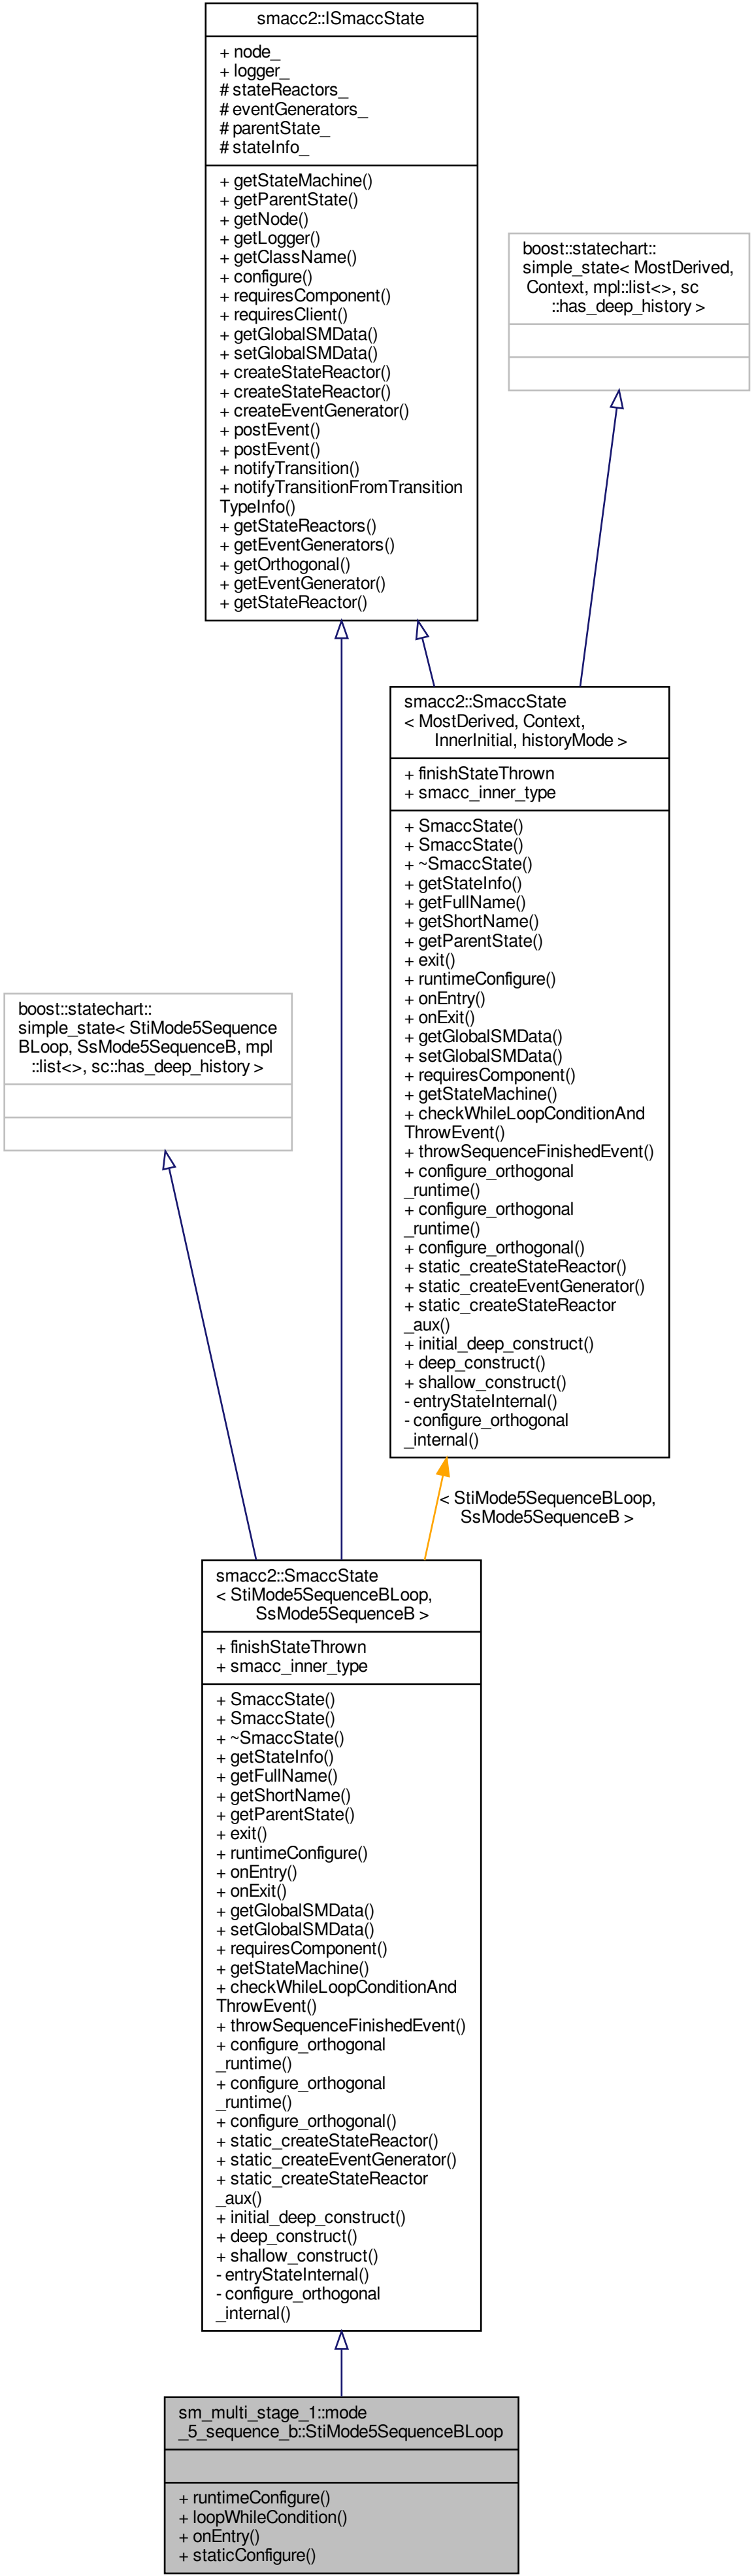 smacc2::ISmaccState
+ node_
+ logger_
# stateReactors_
# eventGenerators_
# parentState_
# stateInfo_
+ getStateMachine()
+ getParentState()
+ getNode()
+ getLogger()
+ getClassName()
+ configure()
+ requiresComponent()
+ requiresClient()
+ getGlobalSMData()
+ setGlobalSMData()
+ createStateReactor()
+ createStateReactor()
+ createEventGenerator()
+ postEvent()
+ postEvent()
+ notifyTransition()
+ notifyTransitionFromTransition
TypeInfo()
+ getStateReactors()
+ getEventGenerators()
+ getOrthogonal()
+ getEventGenerator()
+ getStateReactor()
boost::statechart::
simple_state< MostDerived,
Context, mpl::list<>, sc
::has_deep_history >
smacc2::SmaccState
< MostDerived, Context,
InnerInitial, historyMode >
+ finishStateThrown
+ smacc_inner_type
+ SmaccState()
+ SmaccState()
+ ~SmaccState()
+ getStateInfo()
+ getFullName()
+ getShortName()
+ getParentState()
+ exit()
+ runtimeConfigure()
+ onEntry()
+ onExit()
+ getGlobalSMData()
+ setGlobalSMData()
+ requiresComponent()
+ getStateMachine()
+ checkWhileLoopConditionAnd
ThrowEvent()
+ throwSequenceFinishedEvent()
+ configure_orthogonal
_runtime()
+ configure_orthogonal
_runtime()
+ configure_orthogonal()
+ static_createStateReactor()
+ static_createEventGenerator()
+ static_createStateReactor
_aux()
+ initial_deep_construct()
+ deep_construct()
+ shallow_construct()
- entryStateInternal()
- configure_orthogonal
_internal()
boost::statechart::
simple_state< StiMode5Sequence
BLoop, SsMode5SequenceB, mpl
::list<>, sc::has_deep_history >
< StiMode5SequenceBLoop,
SsMode5SequenceB >
smacc2::SmaccState
< StiMode5SequenceBLoop,
SsMode5SequenceB >
+ finishStateThrown
+ smacc_inner_type
+ SmaccState()
+ SmaccState()
+ ~SmaccState()
+ getStateInfo()
+ getFullName()
+ getShortName()
+ getParentState()
+ exit()
+ runtimeConfigure()
+ onEntry()
+ onExit()
+ getGlobalSMData()
+ setGlobalSMData()
+ requiresComponent()
+ getStateMachine()
+ checkWhileLoopConditionAnd
ThrowEvent()
+ throwSequenceFinishedEvent()
+ configure_orthogonal
_runtime()
+ configure_orthogonal
_runtime()
+ configure_orthogonal()
+ static_createStateReactor()
+ static_createEventGenerator()
+ static_createStateReactor
_aux()
+ initial_deep_construct()
+ deep_construct()
+ shallow_construct()
- entryStateInternal()
- configure_orthogonal
_internal()
sm_multi_stage_1::mode
_5_sequence_b::StiMode5SequenceBLoop
+ runtimeConfigure()
+ loopWhileCondition()
+ onEntry()
+ staticConfigure()